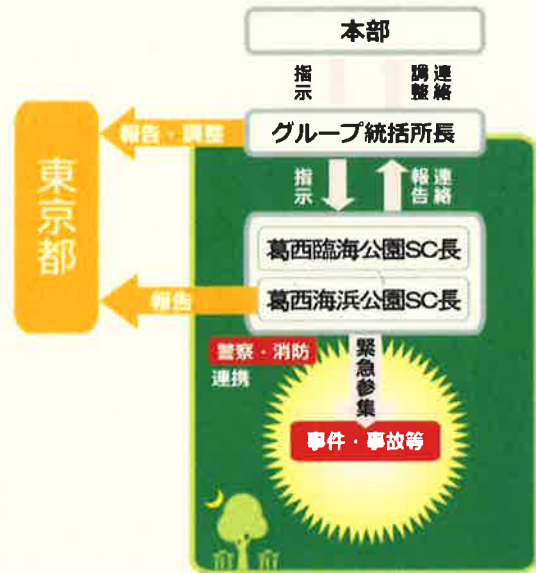 本部
指示
連絡
調整
グループ統括所長
報告・調整
東京都
指示
連絡
報告
葛西臨海公園SC長
葛西海浜公園SC長
報告
警察・消防
連携
緊急参集
事件・事故等